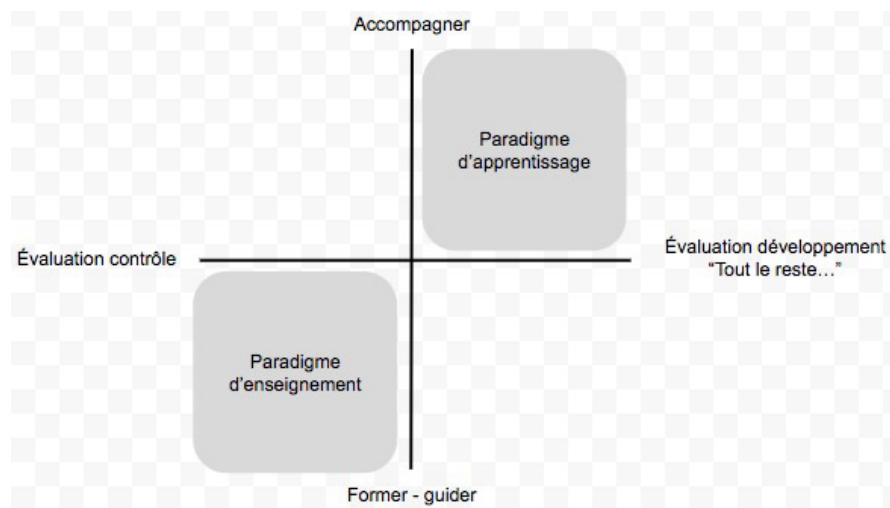 Accompagner
Paradigme
d'apprentissage
Évaluation contrôle
Évaluation développement
“Tout le reste…”
Paradigme
d'enseignement
Former - guider